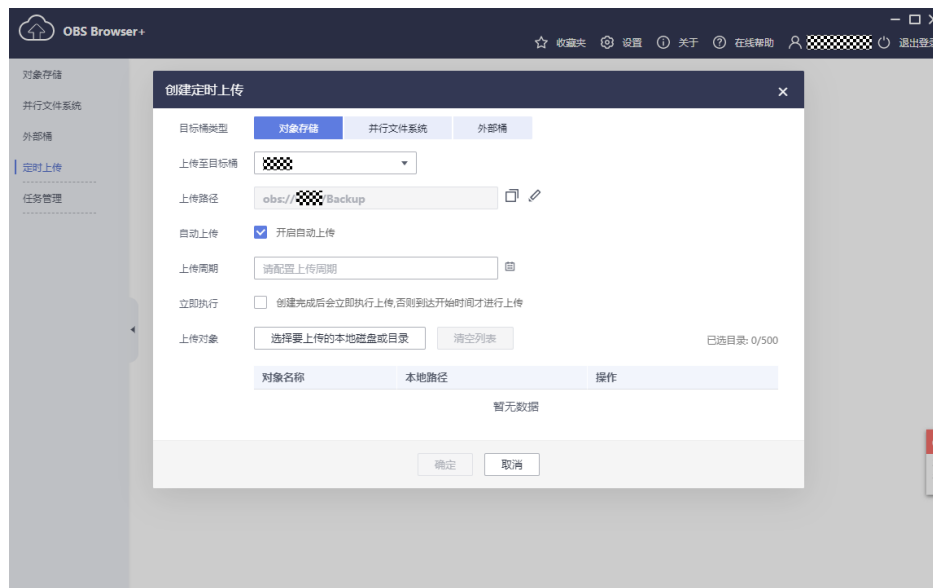 OBS Browser+
收藏夹 设置 关于 在线帮助 退出登录
对象存储
并行文件系统
外部桶
定时上传
任务管理
创建定时上传
目标桶类型 对象存储 并行文件系统 外部桶
上传至目标桶
上传路径 obs:// /Backup
自动上传 开启自动上传
上传周期 请配置上传周期
立即执行 创建完成后会立即执行上传,否则到达开始时间才进行上传
上传对象 选择要上传的本地磁盘或目录 清空列表 已选目录: 0/500
对象名称 本地路径 操作
暂无数据
确定 取消